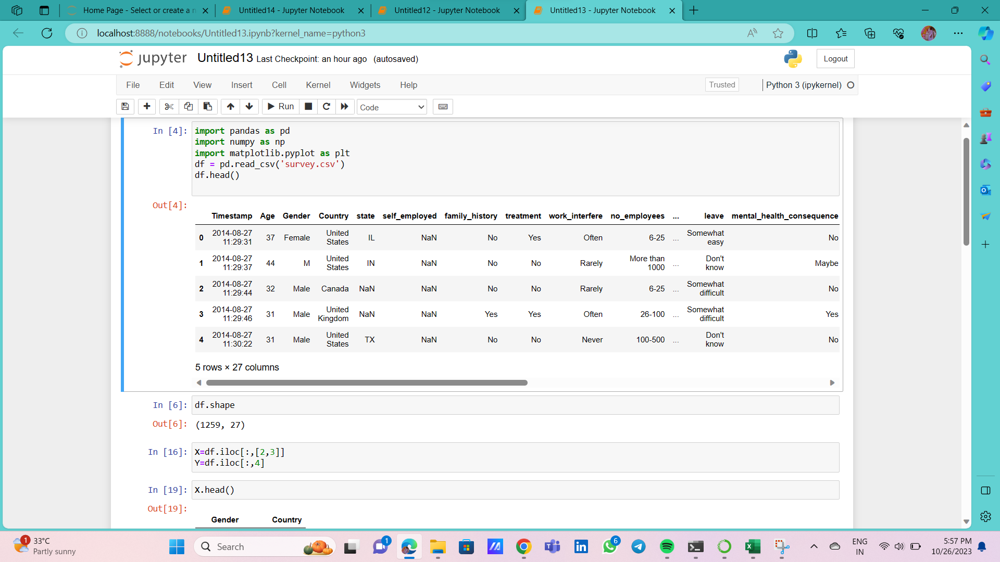 Home Page - Select or create a n
Untitled14 - Jupyter Notebook
Untitled12 - Jupyter Notebook
Untitled13 - Jupyter Notebook
localhost:8888/notebooks/Untitled13.ipynb?kernel_name=python3
jupyter Untitled13 Last Checkpoint: an hour ago (autosaved)
Logout
File Edit View Insert Cell Kernel Widgets Help
Trusted
Python 3 (ipykernel)
Run
Code
In [4]: import pandas as pd
import numpy as np
import matplotlib.pyplot as plt
df = pd.read_csv('survey.csv')
df.head()
Out[4]:
Timestamp Age Gender Country state self_employed family_history treatment work_interfere no_employees ... leave mental_health_consequence
0 2014-08-27 11:29:31 37 Female United States IL NaN No Yes Often 6-25 ... Somewhat easy No
1 2014-08-27 11:29:37 44 M United States IN NaN No No Rarely More than 1000 ... Don't know Maybe
2 2014-08-27 11:29:44 32 Male Canada NaN NaN No No Rarely 6-25 ... Somewhat difficult No
3 2014-08-27 11:29:46 31 Male United Kingdom NaN NaN Yes Yes Often 26-100 ... Somewhat difficult Yes
4 2014-08-27 11:30:22 31 Male United States TX NaN No No Never 100-500 ... Don't know No
5 rows × 27 columns
In [6]: df.shape
Out[6]: (1259, 27)
In [16]: X=df.iloc[:,[2,3]]
Y=df.iloc[:,4]
In [19]: X.head()
Out[19]:
Gender Country
1
33°C
Partly sunny
Search
1
6
ENG
IN
5:57 PM
10/26/2023